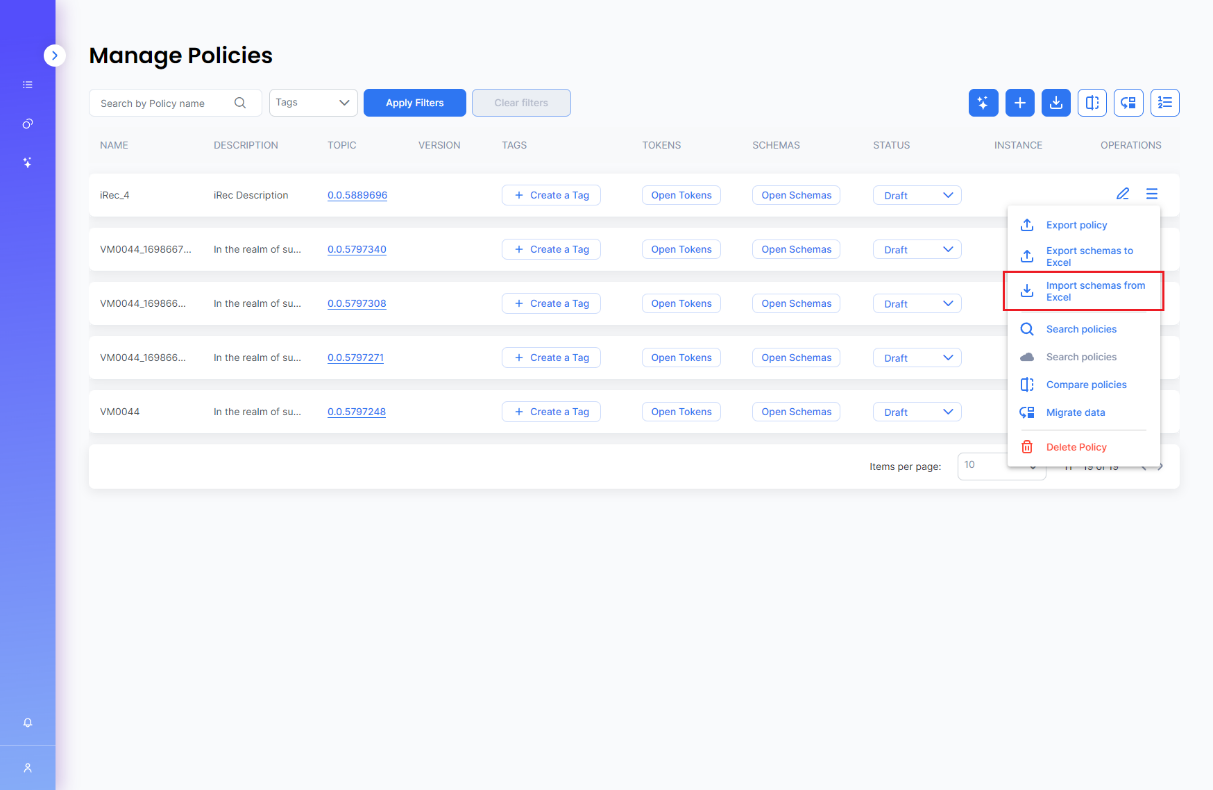 Manage Policies
Search by Policy name
Tags
Apply Filters
Clear filters
NAME DESCRIPTION TOPIC VERSION TAGS TOKENS SCHEMAS STATUS INSTANCE OPERATIONS
iRec_4 iRec Description 0.0.5889696 + Create a Tag Open Tokens Open Schemas Draft
VM0044_1698667... In the realm of su... 0.0.5797340 + Create a Tag Open Tokens Open Schemas Draft
VM0044_169866... In the realm of su... 0.0.5797308 + Create a Tag Open Tokens Open Schemas Draft
VM0044_169866... In the realm of su... 0.0.5797271 + Create a Tag Open Tokens Open Schemas Draft
VM0044 In the realm of su... 0.0.5797248 + Create a Tag Open Tokens Open Schemas Draft
Export policy
Export schemas to
Excel
Import schemas from
Excel
Search policies
Search policies
Compare policies
Migrate data
Delete Policy
Items per page: 10 of 19